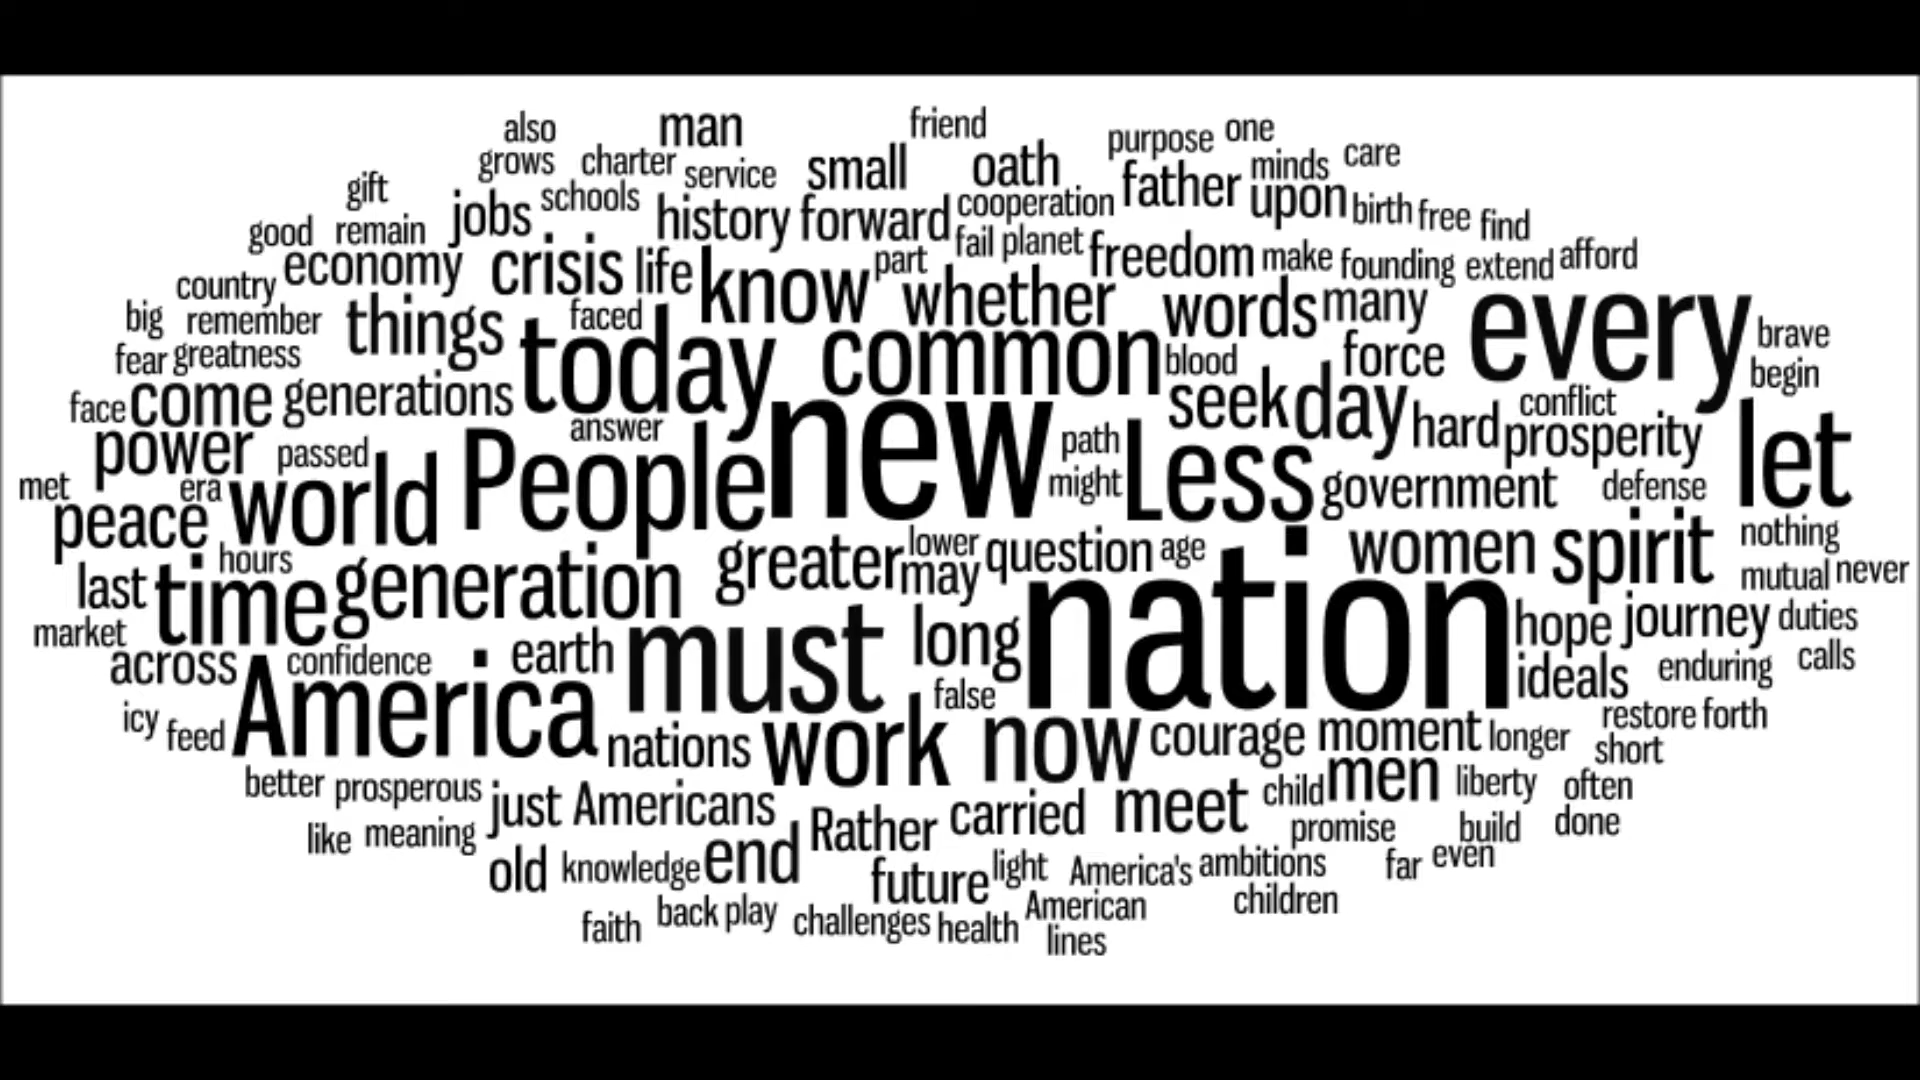 also man friend purpose one
grows charter service small oath father minds care
gift schools cooperation upon birth free find
good remain jobs history forward fail planet freedom make founding extend afford
country economy crisis life know part whether words many every
big remember things faced today common blood force brave
fear greatness begin
face come generations answer new seek day hard conflict prosperity let
power passed People path Less
met era world might government defense
peace hours greater lower question age women spirit nothing
last time generation may nation mutual never
market across confidence earth must long hope journey duties
America false ideals enduring calls
icy feed nations work now courage moment longer restore forth
short
better prosperous just Americans Rather carried meet child men liberty often
like meaning promise build done
old knowledge end future light America's ambitions far even
faith back play challenges health American children
lines